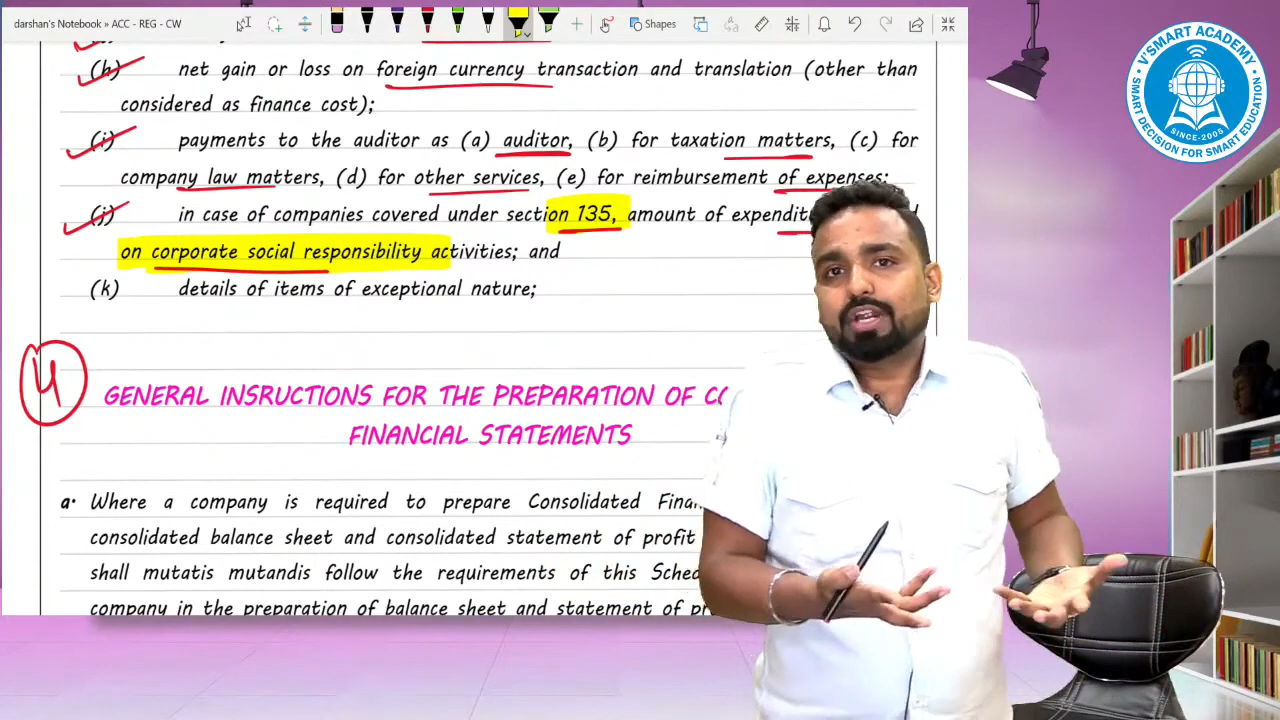 darshan's Notebook » ACC - REG - CW
Shapes
(h) net gain or loss on foreign currency transaction and translation (other than
considered as finance cost);
(i) payments to the auditor as (a) auditor, (b) for taxation matters, (c) for
company law matters, (d) for other services, (e) for reimbursement of expenses;
(j) in case of companies covered under section 135, amount of
on corporate social responsibility activities; and
(k) details of items of exceptional nature;
4
GENERAL INSRUCTIONS FOR THE PREPARATION OF
FINANCIAL STATEMENTS
a. Where a company is required to prepare Consolidated
consolidated balance sheet and consolidated statement of profit
shall mutatis mutandis follow the requirements of this
company in the preparation of balance sheet and statement of
V'SMART ACADEMY
SINCE-2005
SMART DECISION FOR SMART EDUCATION